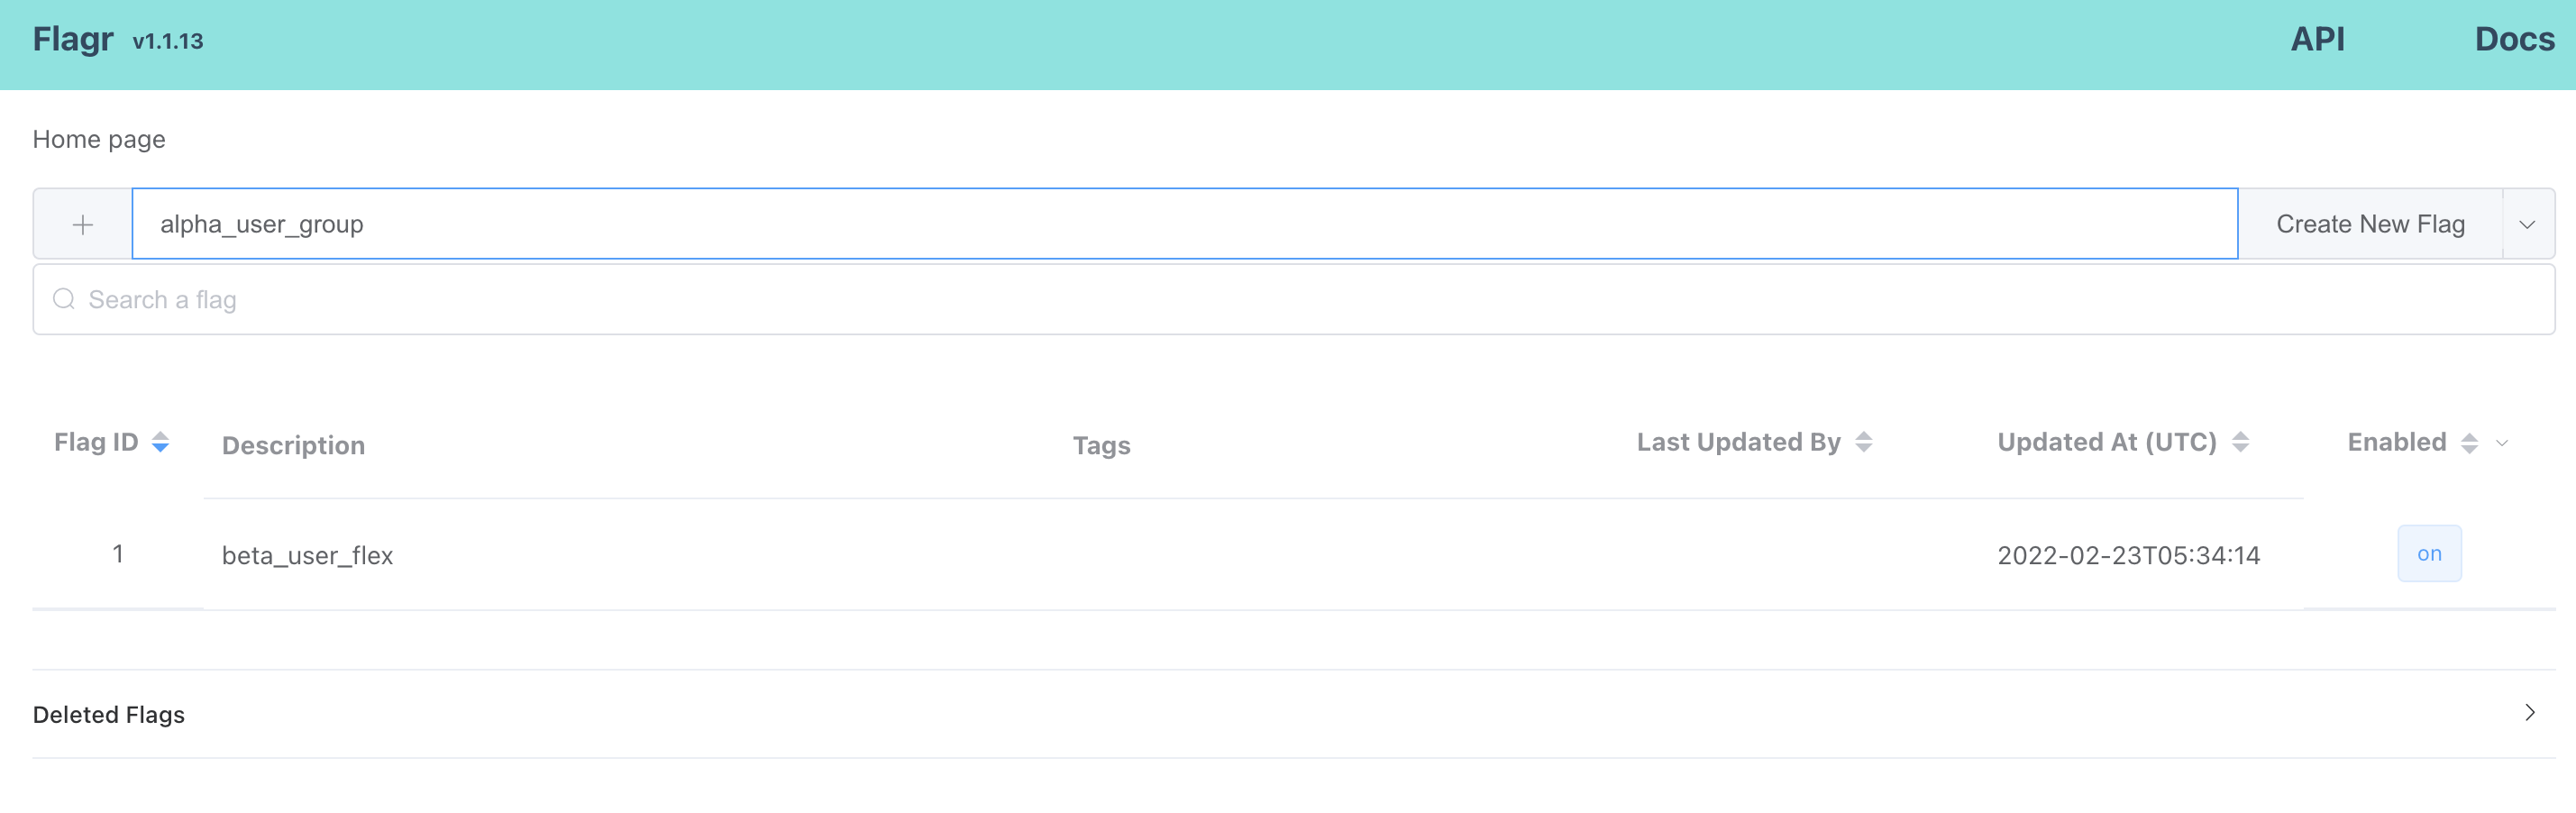 Flagr v1.1.13 API Docs
Home page
alpha_user_group Create New Flag
Search a flag
Flag ID Description Tags Last Updated By Updated At (UTC) Enabled
1 beta_user_flex 2022-02-23T05:34:14 on
Deleted Flags